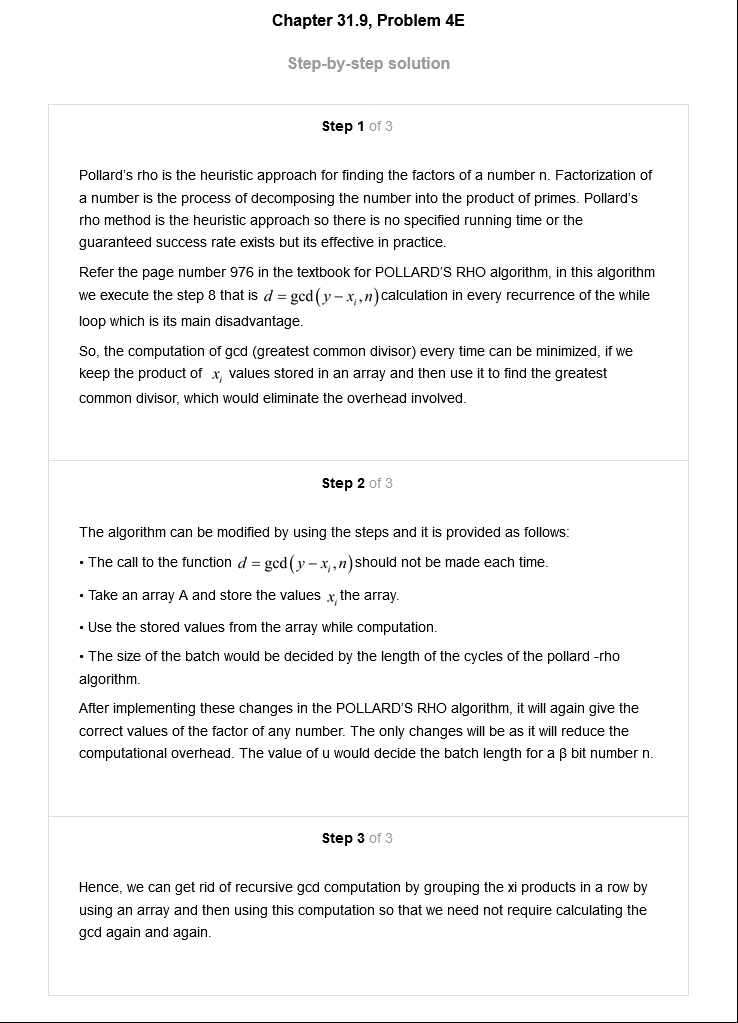 Chapter 31.9, Problem 4E
Step-by-step solution
Step 1 of 3
Pollard's rho is the heuristic approach for finding the factors of a number n. Factorization of
a number is the process of decomposing the number into the product of primes. Pollard's
rho method is the heuristic approach so there is no specified running time or the
guaranteed success rate exists but its effective in practice.
Refer the page number 976 in the textbook for POLLARD'S RHO algorithm, in this algorithm
we execute the step 8 that is d = gcd(y − xᵢ, n) calculation in every recurrence of the while
loop which is its main disadvantage.
So, the computation of gcd (greatest common divisor) every time can be minimized, if we
keep the product of xᵢ values stored in an array and then use it to find the greatest
common divisor, which would eliminate the overhead involved.
Step 2 of 3
The algorithm can be modified by using the steps and it is provided as follows:
• The call to the function d = gcd(y − xᵢ, n) should not be made each time.
• Take an array A and store the values xᵢ the array.
• Use the stored values from the array while computation.
• The size of the batch would be decided by the length of the cycles of the pollard -rho
algorithm.
After implementing these changes in the POLLARD'S RHO algorithm, it will again give the
correct values of the factor of any number. The only changes will be as it will reduce the
computational overhead. The value of u would decide the batch length for a β bit number n.
Step 3 of 3
Hence, we can get rid of recursive gcd computation by grouping the xi products in a row by
using an array and then using this computation so that we need not require calculating the
gcd again and again.